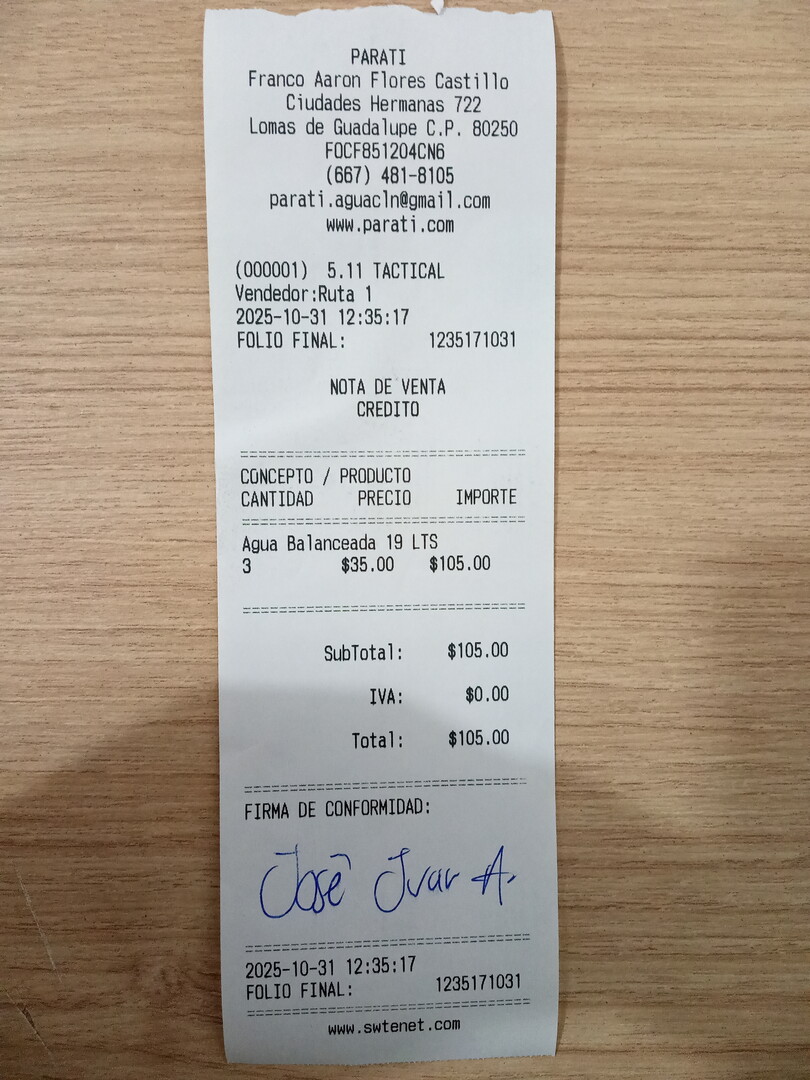 PARATI
Franco Aaron Flores Castillo
Ciudades Hermanas 722
Lomas de Guadalupe C.P. 80250
FOCF851204CN6
(667) 481-8105
parati.aguacln@gmail.com
www.parati.com
(000001) 5.11 TACTICAL
Vendedor:Ruta 1
2025-10-31 12:35:17
FOLIO FINAL: 1235171031
NOTA DE VENTA
CREDITO
CONCEPTO / PRODUCTO
CANTIDAD PRECIO IMPORTE
Agua Balanceada 19 LTS
3 $35.00 $105.00
SubTotal: $105.00
IVA: $0.00
Total: $105.00
FIRMA DE CONFORMIDAD:
José Ivan A.
2025-10-31 12:35:17
FOLIO FINAL: 1235171031
www.swtenet.com